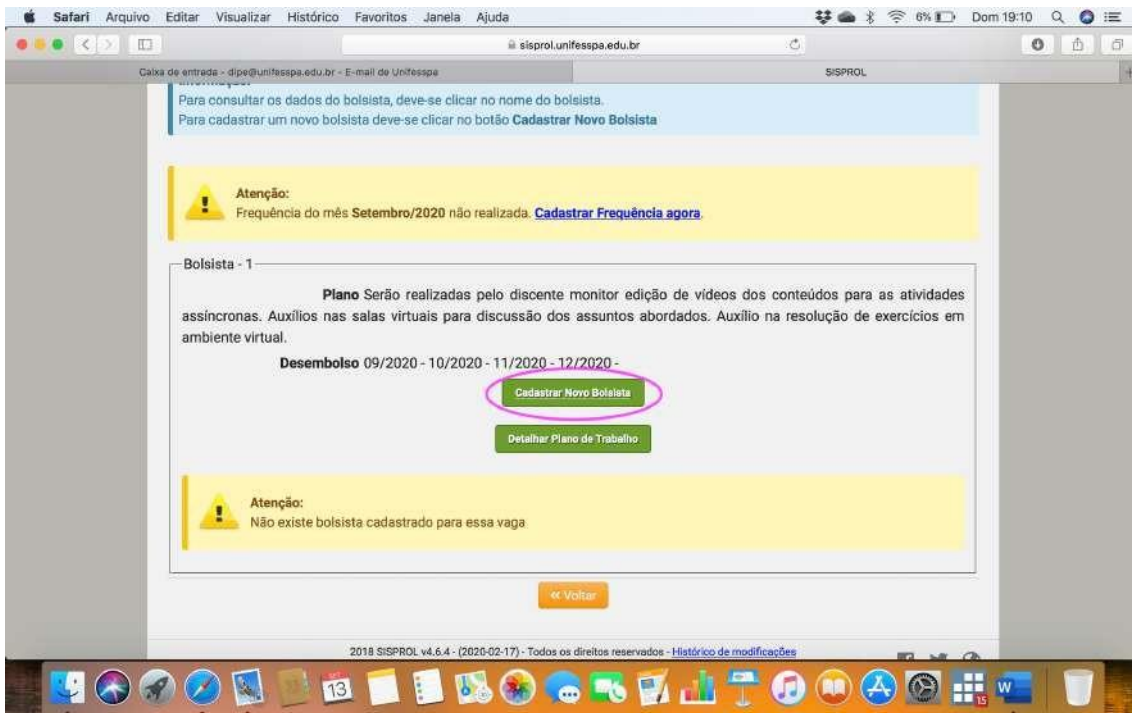 Safari Arquivo Editar Visualizar Histórico Favoritos Janela Ajuda 6% Dom 19:10
sisprol.unifesspa.edu.br
Caixa de entrada - dipe@unifesspa.edu.br - E-mail de Unifesspa SISPROL
Para consultar os dados do bolsista, deve-se clicar no nome do bolsista.
Para cadastrar um novo bolsista deve-se clicar no botão Cadastrar Novo Bolsista
Atenção:
Frequência do mês Setembro/2020 não realizada. Cadastrar Frequência agora.
Bolsista - 1
Plano Serão realizadas pelo discente monitor edição de vídeos dos conteúdos para as atividades
assíncronas. Auxílios nas salas virtuais para discussão dos assuntos abordados. Auxílio na resolução de exercícios em
ambiente virtual.
Desembolso 09/2020 - 10/2020 - 11/2020 - 12/2020 -
Cadastrar Novo Bolsista
Detalhar Plano de Trabalho
Atenção:
Não existe bolsista cadastrado para essa vaga
« Voltar
2018 SISPROL v4.6.4 - (2020-02-17) - Todos os direitos reservados - Histórico de modificações
13
15
W